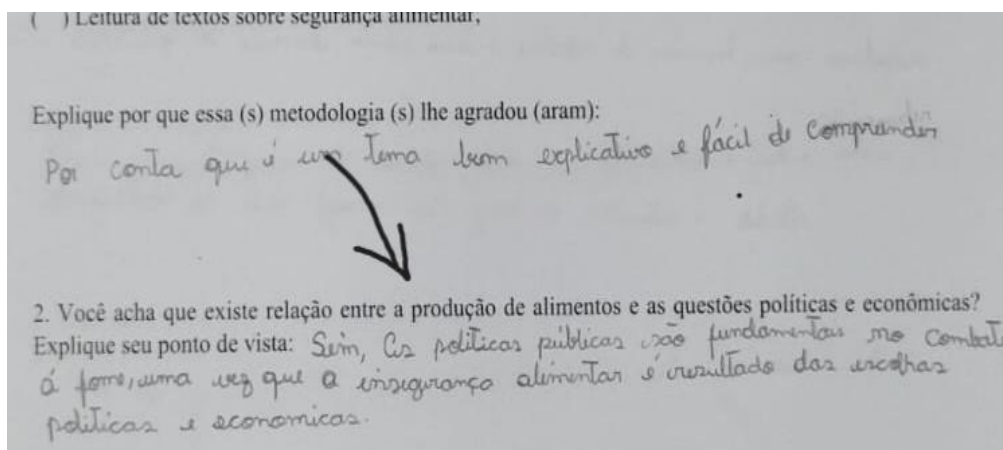 ( ) Leitura de textos sobre segurança alimentar;
Explique por que essa (s) metodologia (s) lhe agradou (aram):
Por conta que é um tema bem explicativo e fácil de comprender
2. Você acha que existe relação entre a produção de alimentos e as questões políticas e econômicas?
Explique seu ponto de vista: Sim, As políticas públicas são fundamentais no combate
á fome, uma vez que a insegurança alimentar é resultado das escolhas
políticas e economicas.